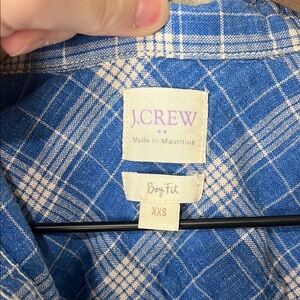 J.CREW
Made in Mauritius
Boy Fit
XXS